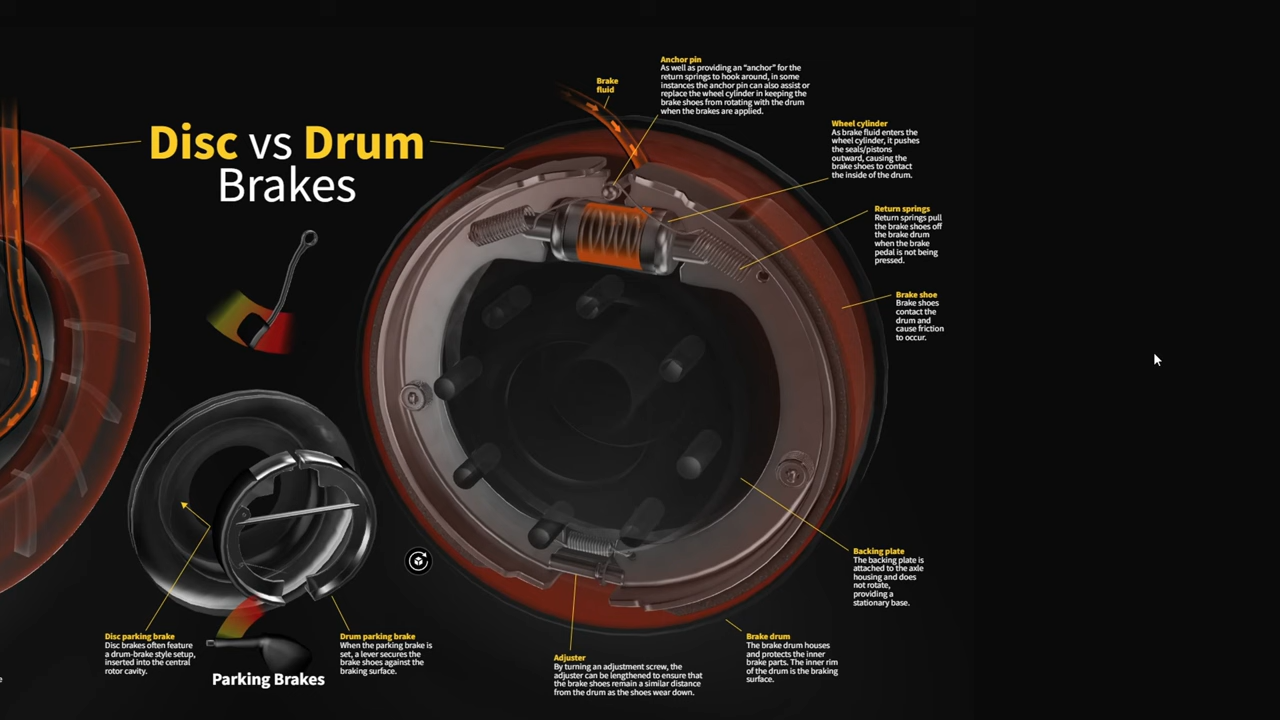 Disc vs Drum
Brakes
Brake
fluid
Anchor pin
As well as providing an “anchor” for the
return springs to hook around, in some
instances the anchor pin can also assist or
replace the wheel cylinder in keeping the
brake shoes from rotating with the drum
when the brakes are applied.
Wheel cylinder
As brake fluid enters the
wheel cylinder, it pushes
the seals/pistons
outward, causing the
brake shoes to contact
the inside of the drum.
Return springs
Return springs pull
the brake shoes off
the brake drum
when the brake
pedal is not being
pressed.
Brake shoe
Brake shoes
contact the
drum and
cause friction
to occur.
Backing plate
The backing plate is
attached to the axle
housing and does
not rotate,
providing a
stationary base.
Brake drum
The brake drum houses
and protects the inner
brake parts. The inner rim
of the drum is the braking
surface.
Adjuster
By turning an adjustment screw, the
adjuster can be lengthened to ensure that
the brake shoes remain a similar distance
from the drum as the shoes wear down.
Disc parking brake
Disc brakes often feature
a drum-brake style setup,
inserted into the central
rotor cavity.
Drum parking brake
When the parking brake is
set, a lever secures the
brake shoes against the
braking surface.
Parking Brakes